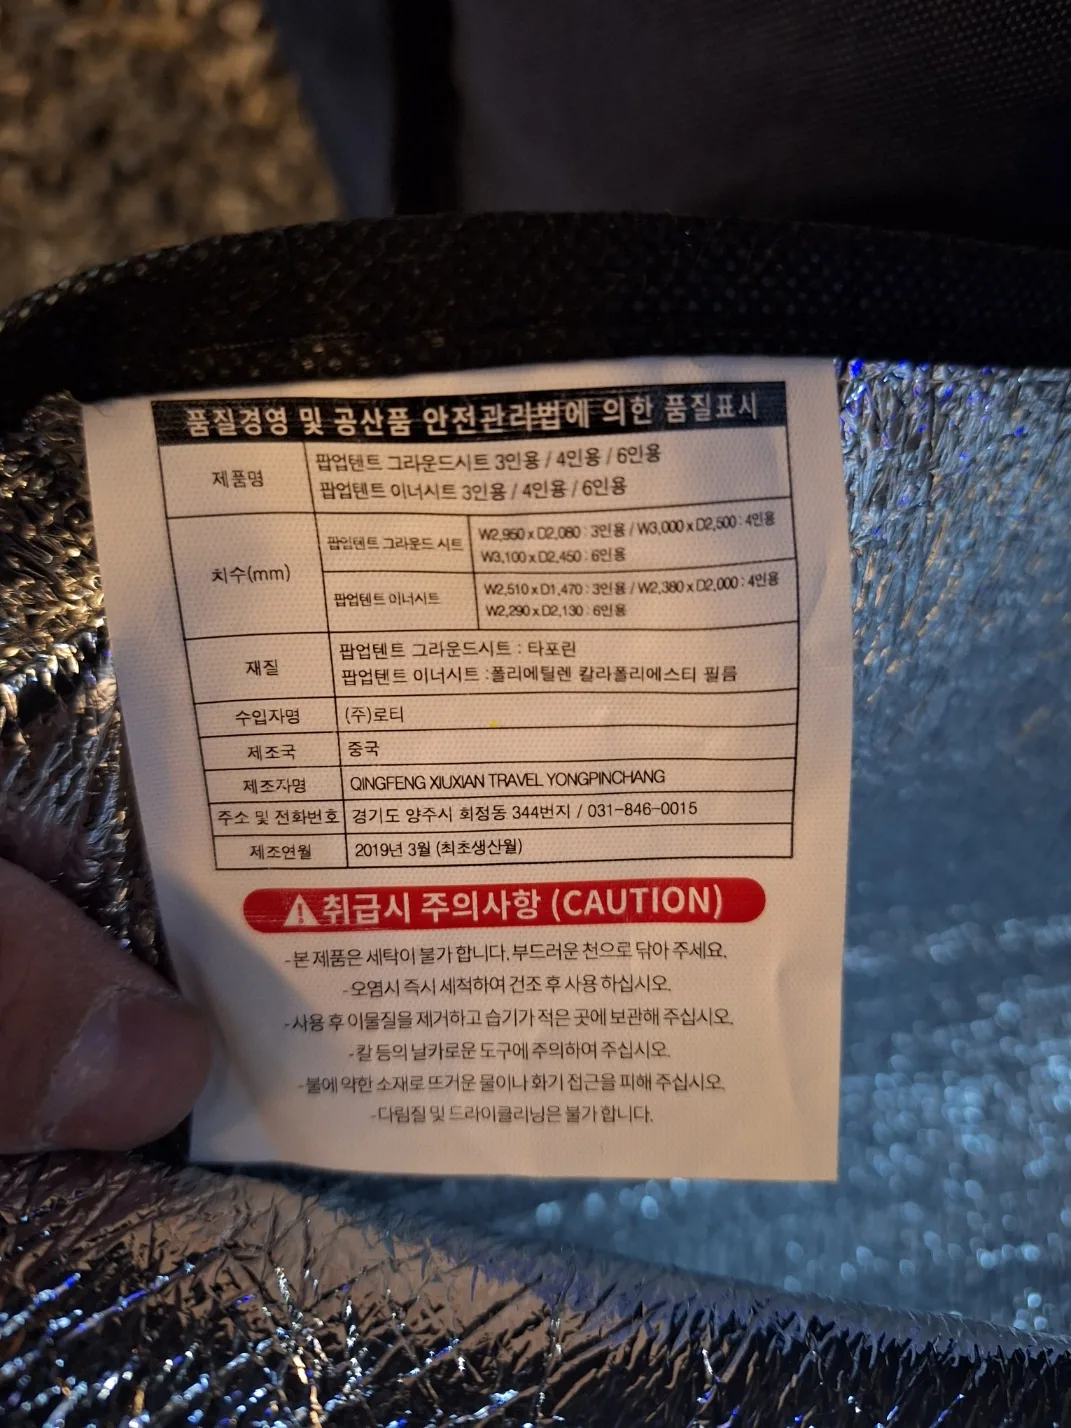 품질경영 및 공산품 안전관리법에 의한 품질표시
제품명
팝업텐트 그라운드시트 3인용 / 4인용 / 6인용
팝업텐트 이너시트 3인용 / 4인용 / 6인용
치수(mm)
팝업텐트 그라운드 시트
W2,950 x D2,080 : 3인용 / W3,000 x D2,500 : 4인용
W3,100 x D2,450 : 6인용
팝업텐트 이너시트
W2,510 x D1,470 : 3인용 / W2,380 x D2,000 : 4인용
W2,290 x D2,130 : 6인용
재질
팝업텐트 그라운드시트 : 타포린
팝업텐트 이너시트 :폴리에틸렌 칼라폴리에스티 필름
수입자명 (주)로티
제조국 중국
제조자명 QINGFENG XIUXIAN TRAVEL YONGPINCHANG
주소 및 전화번호 경기도 양주시 회정동 344번지 / 031-846-0015
제조연월 2019년 3월 (최초생산월)
취급시 주의사항 (CAUTION)
-본 제품은 세탁이 불가 합니다. 부드러운 천으로 닦아 주세요.
-오염시 즉시 세척하여 건조 후 사용 하십시오.
-사용 후 이물질을 제거하고 습기가 적은 곳에 보관해 주십시오.
-칼 등의 날카로운 도구에 주의하여 주십시오.
-불에 약한 소재로 뜨거운 물이나 화기 접근을 피해 주십시오.
-다림질 및 드라이클리닝은 불가 합니다.